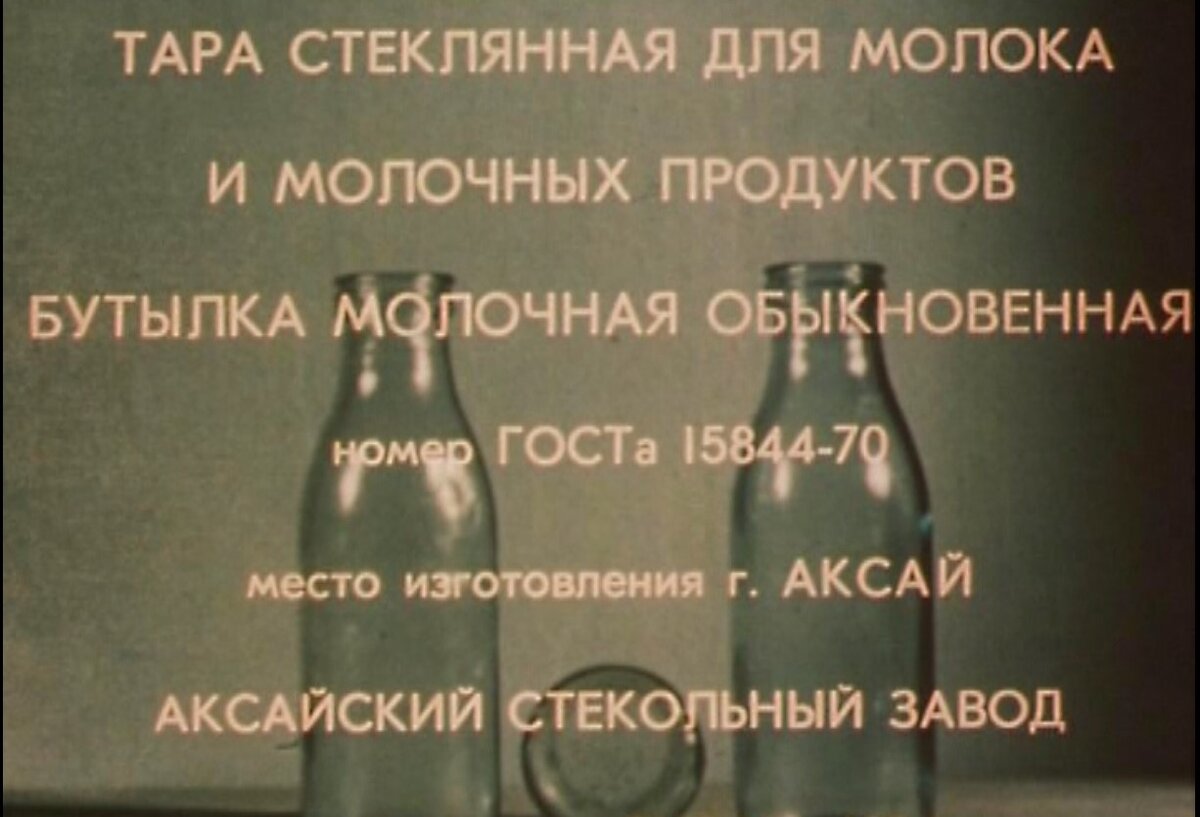 ТАРА СТЕКЛЯННАЯ ДЛЯ МОЛОКА
И МОЛОЧНЫХ ПРОДУКТОВ
БУТЫЛКА МОЛОЧНАЯ ОБЫКНОВЕННАЯ
номер ГОСТа 15844-70
место изготовления г. АКСАЙ
АКСАЙСКИЙ СТЕКОЛЬНЫЙ ЗАВОД